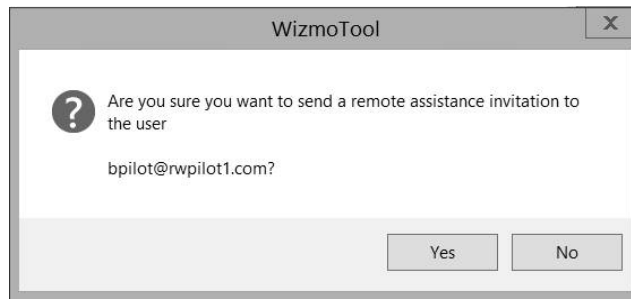 WizmoTool
X
? Are you sure you want to send a remote assistance invitation to
the user
bpilot@rwpilot1.com?
Yes No